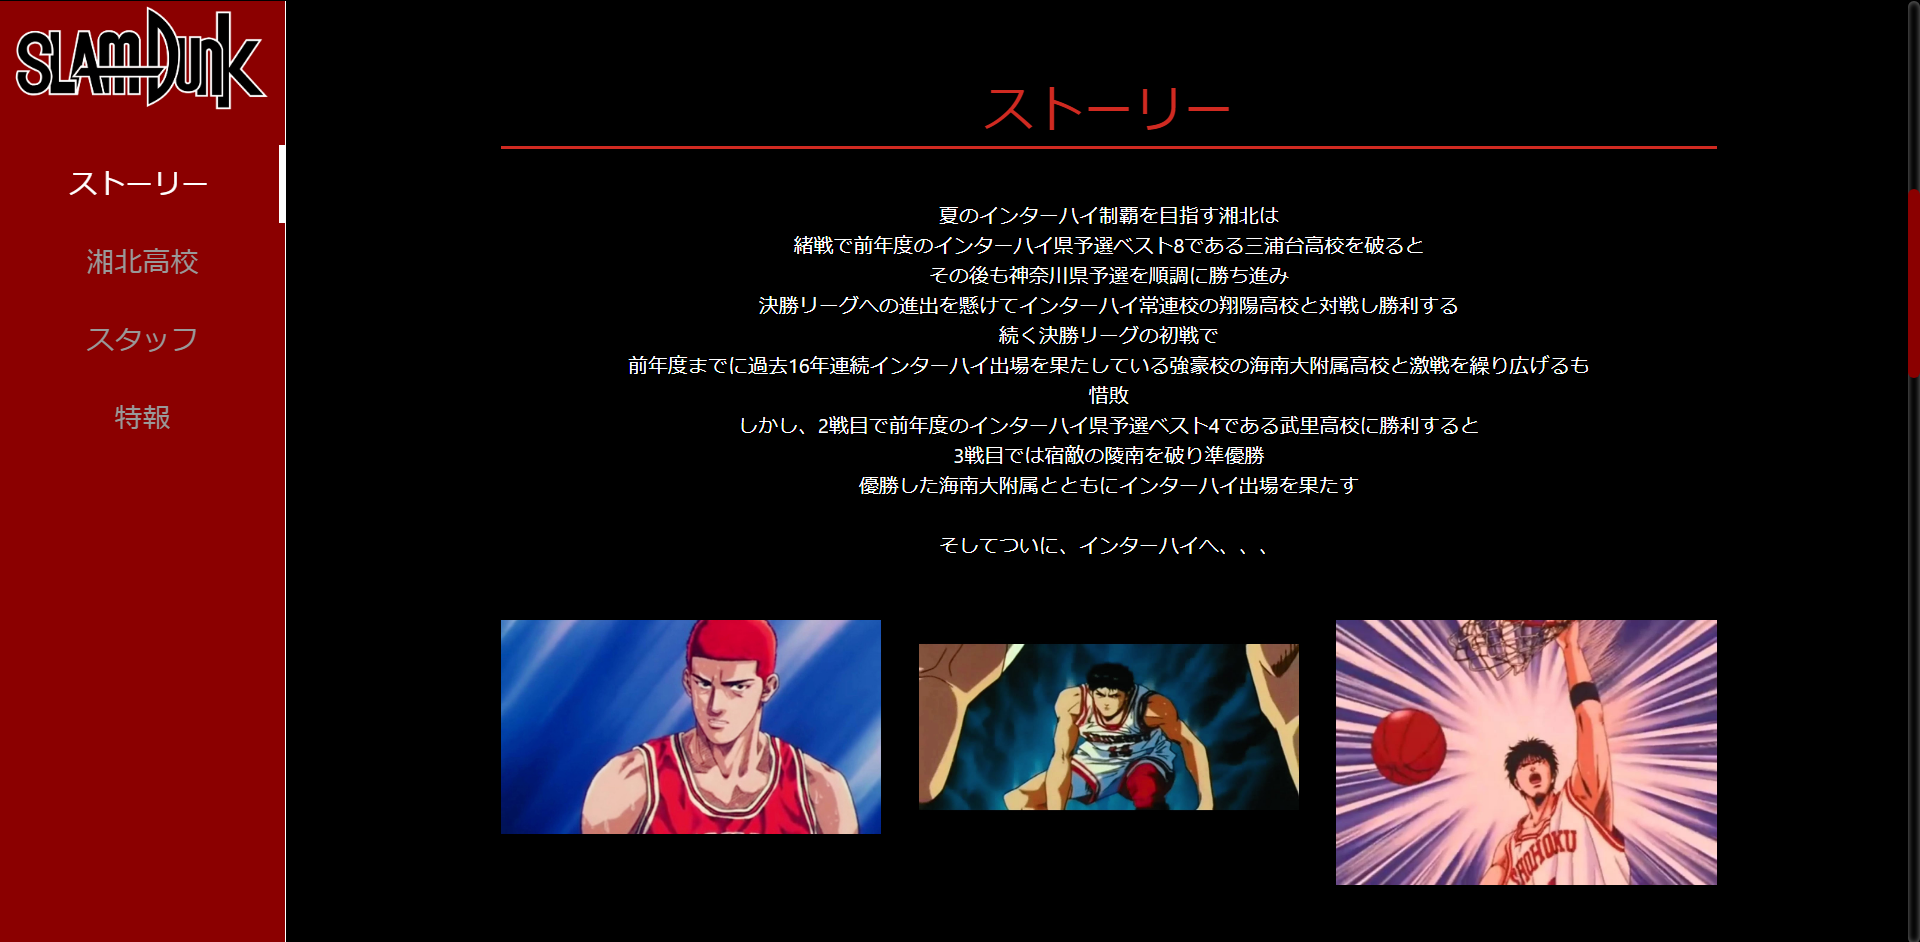 SLAM DUNK
ストーリー
湘北高校
スタッフ
特報
ストーリー
夏のインターハイ制覇を目指す湘北は
緒戦で前年度のインターハイ県予選ベスト8である三浦台高校を破ると
その後も神奈川県予選を順調に勝ち進み
決勝リーグへの進出を懸けてインターハイ常連校の翔陽高校と対戦し勝利する
続く決勝リーグの初戦で
前年度までに過去16年連続インターハイ出場を果たしている強豪校の海南大附属高校と激戦を繰り広げるも
惜敗
しかし、2戦目で前年度のインターハイ県予選ベスト4である武里高校に勝利すると
3戦目では宿敵の陵南を破り準優勝
優勝した海南大附属とともにインターハイ出場を果たす
そしてついに、インターハイへ、、、
SHOHOKU